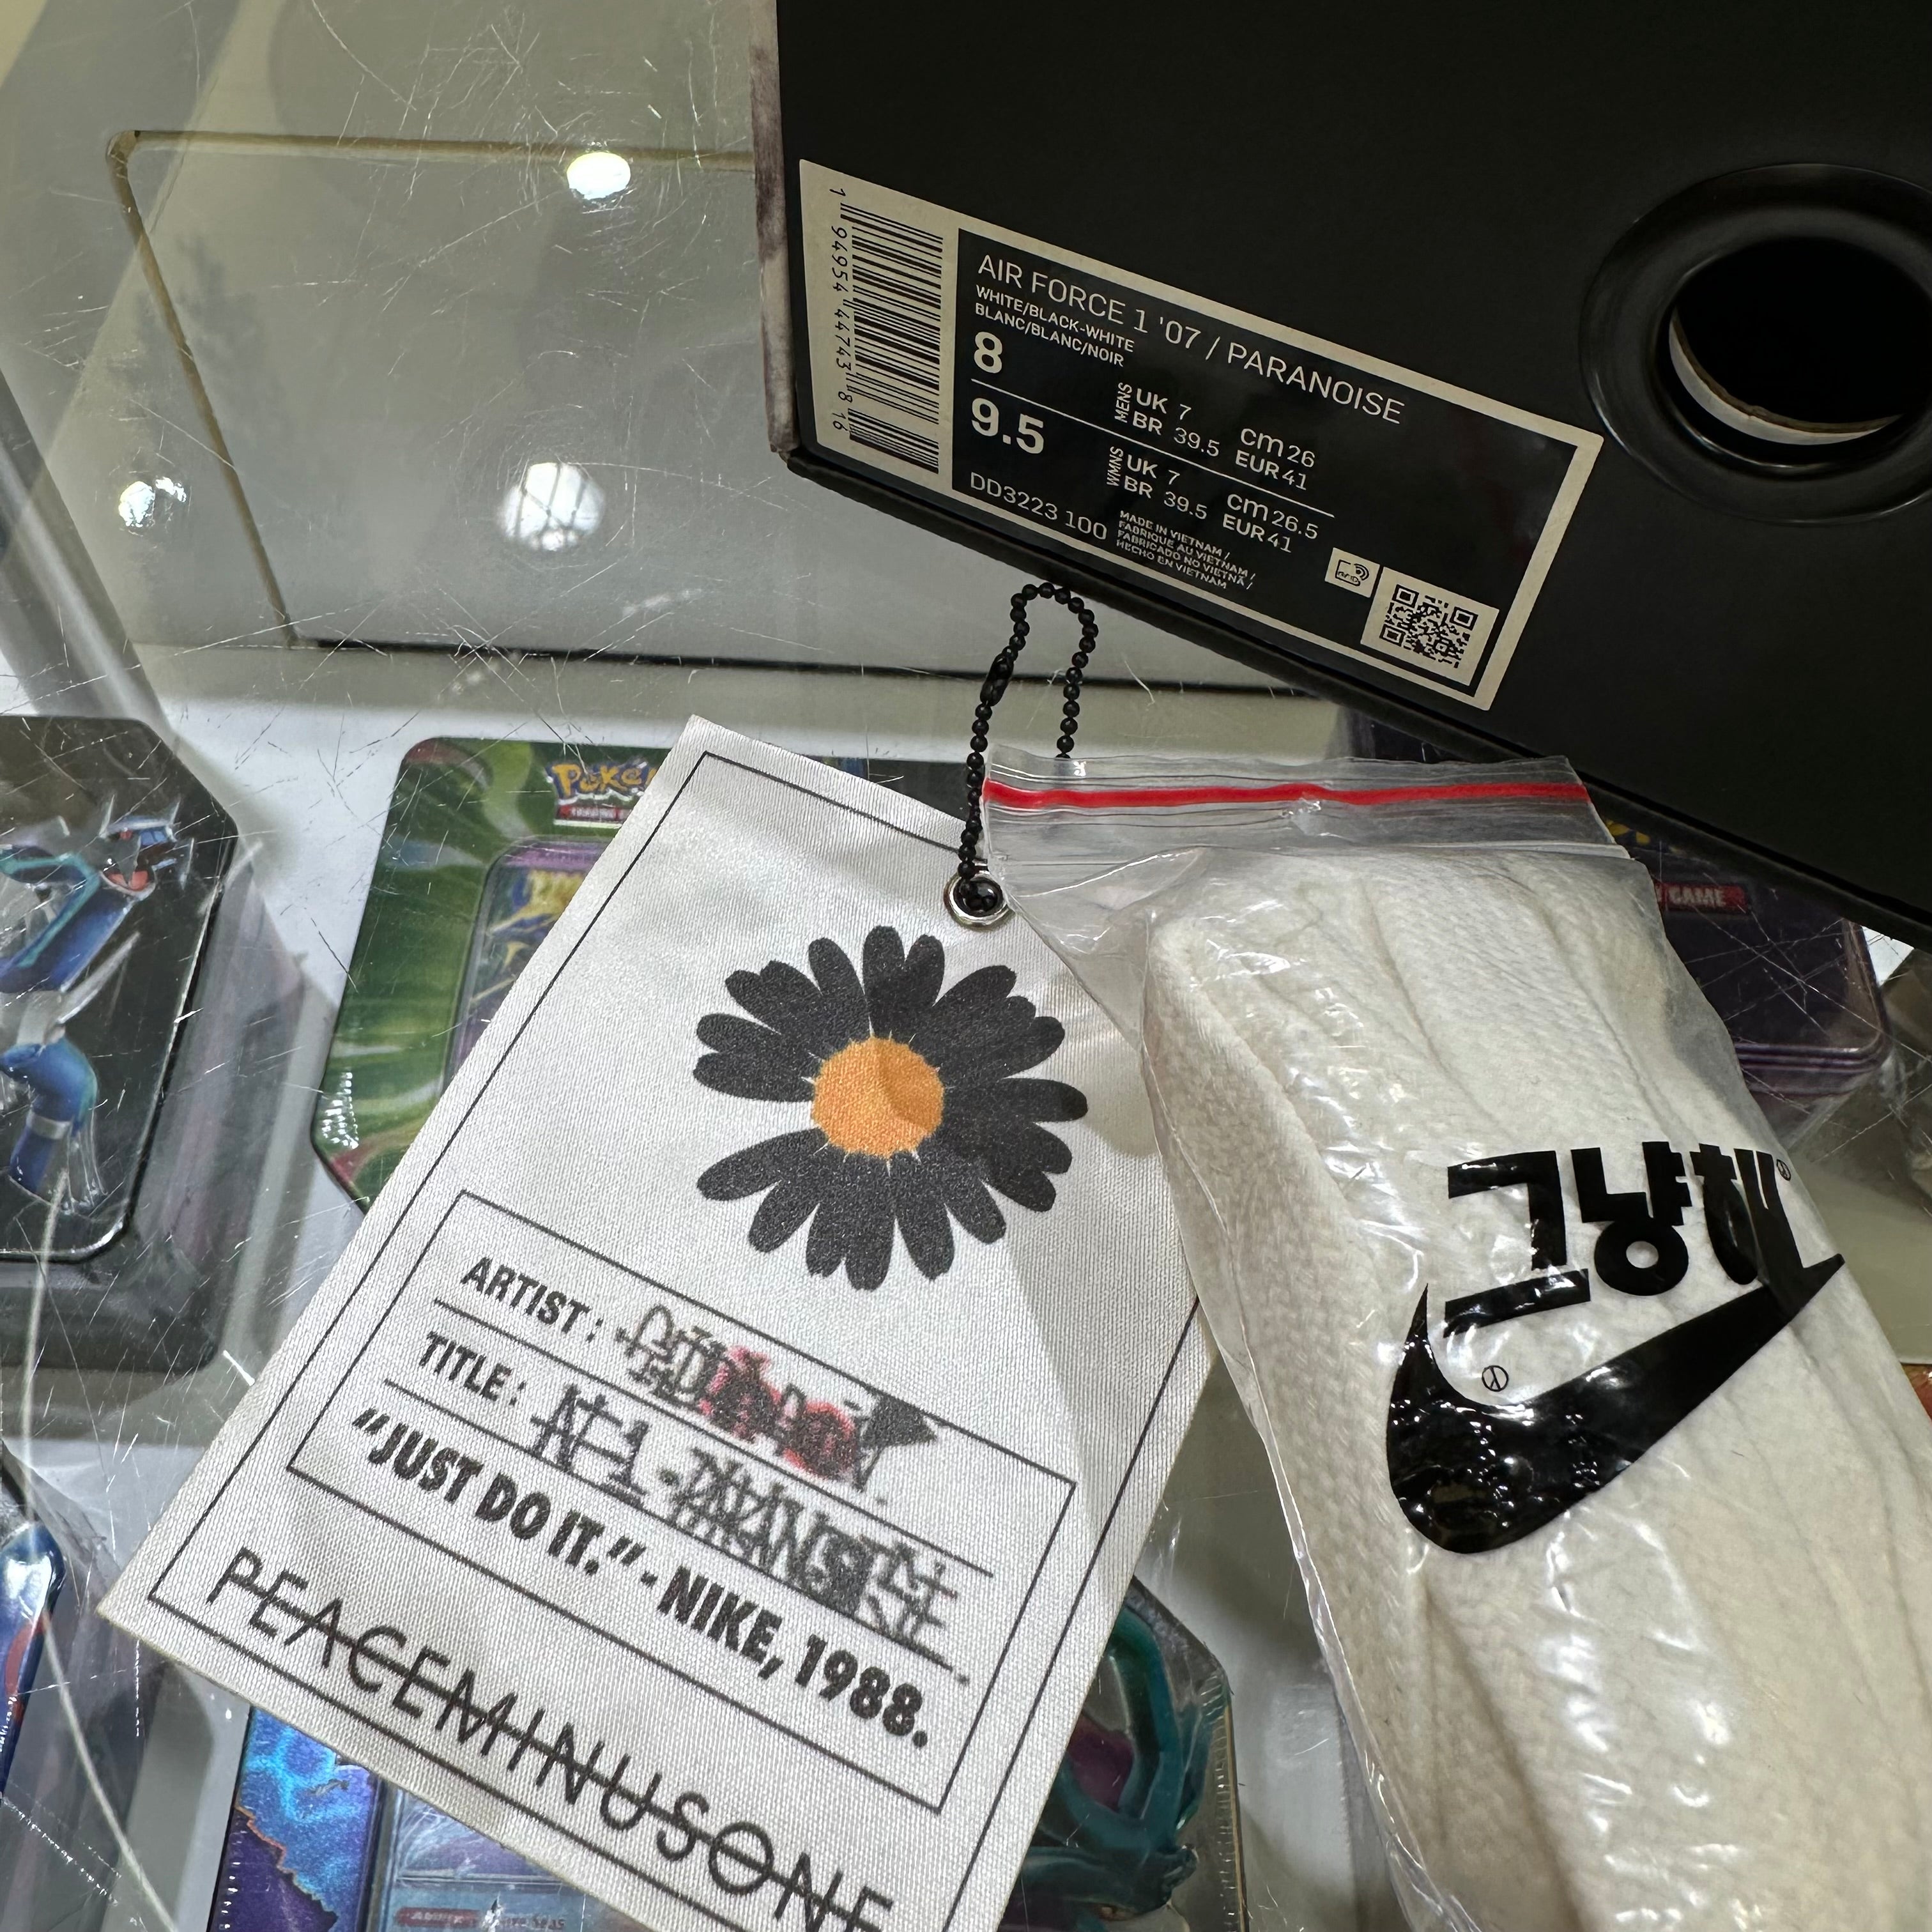 AIR FORCE 1 '07 / PARANOISE
WHITE/BLACK-WHITE
BLANC/BLANC/NOIR
8
MENS
UK 7
BR 39.5
cm 26
EUR 41
9.5
WMNS
UK 7
BR 39.5
cm 26.5
EUR 41
DD3223 100
MADE IN VIETNAM /
FABRIQUE AU VIETNAM /
FABRICADO NO VIETNÃ /
HECHO EN VIETNAM
1 94954 44743 8 16
GAME
ARTIST :
TITLE :
“JUST DO IT.” - NIKE, 1988.
PEACEMINUSONE
그냥해